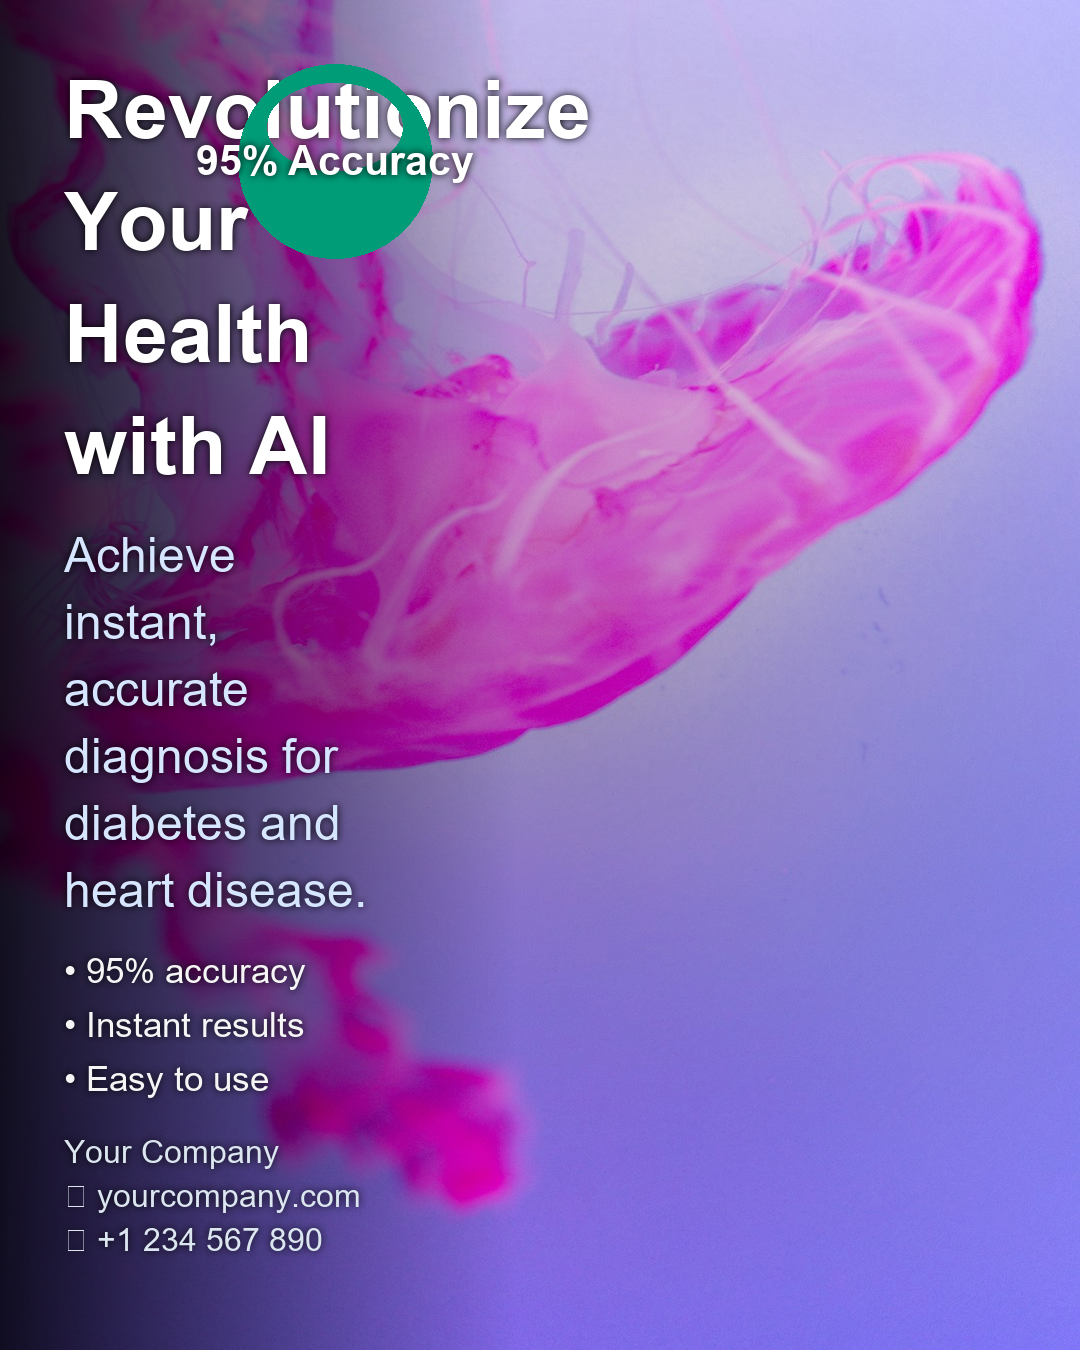 Revolutionize
95% Accuracy
Your
Health
with AI
Achieve
instant,
accurate
diagnosis for
diabetes and
heart disease.
• 95% accuracy
• Instant results
• Easy to use
Your Company
yourcompany.com
+1 234 567 890